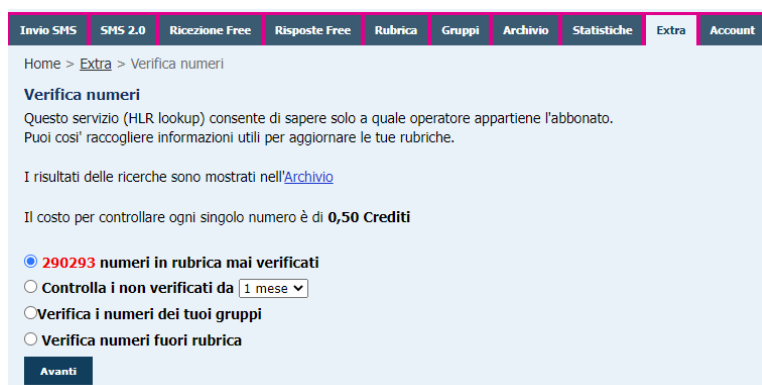 Invio SMS SMS 2.0 Ricezione Free Risposte Free Rubrica Gruppi Archivio Statistiche Extra Account
Home > Extra > Verifica numeri
Verifica numeri
Questo servizio (HLR lookup) consente di sapere solo a quale operatore appartiene l'abbonato.
Puoi cosi' raccogliere informazioni utili per aggiornare le tue rubriche.
I risultati delle ricerche sono mostrati nell'Archivio
Il costo per controllare ogni singolo numero è di 0,50 Crediti
290293 numeri in rubrica mai verificati
Controlla i non verificati da 1 mese
Verifica i numeri dei tuoi gruppi
Verifica numeri fuori rubrica
Avanti